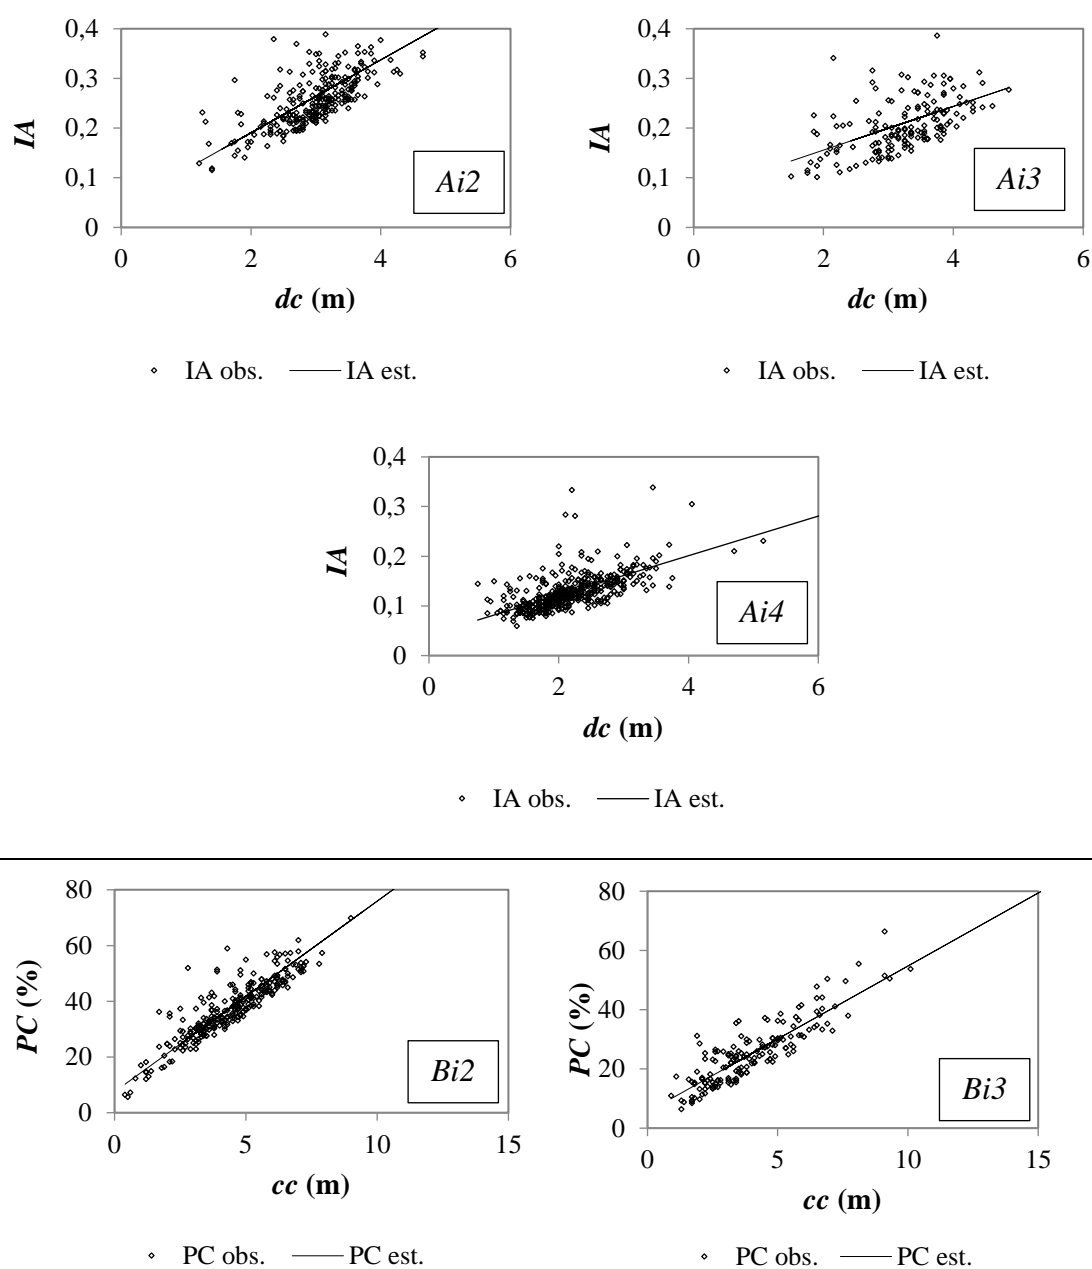 0,4
0,3
0,2
0,1
0
IA
Ai2
0 2 4 6
dc (m)
IA obs. IA est.
0,4
0,3
0,2
0,1
0
IA
Ai3
0 2 4 6
dc (m)
IA obs. IA est.
0,4
0,3
0,2
0,1
0
IA
Ai4
0 2 4 6
dc (m)
IA obs. IA est.
80
60
40
20
0
PC (%)
Bi2
0 5 10 15
cc (m)
PC obs. PC est.
80
60
40
20
0
PC (%)
Bi3
0 5 10 15
cc (m)
PC obs. PC est.